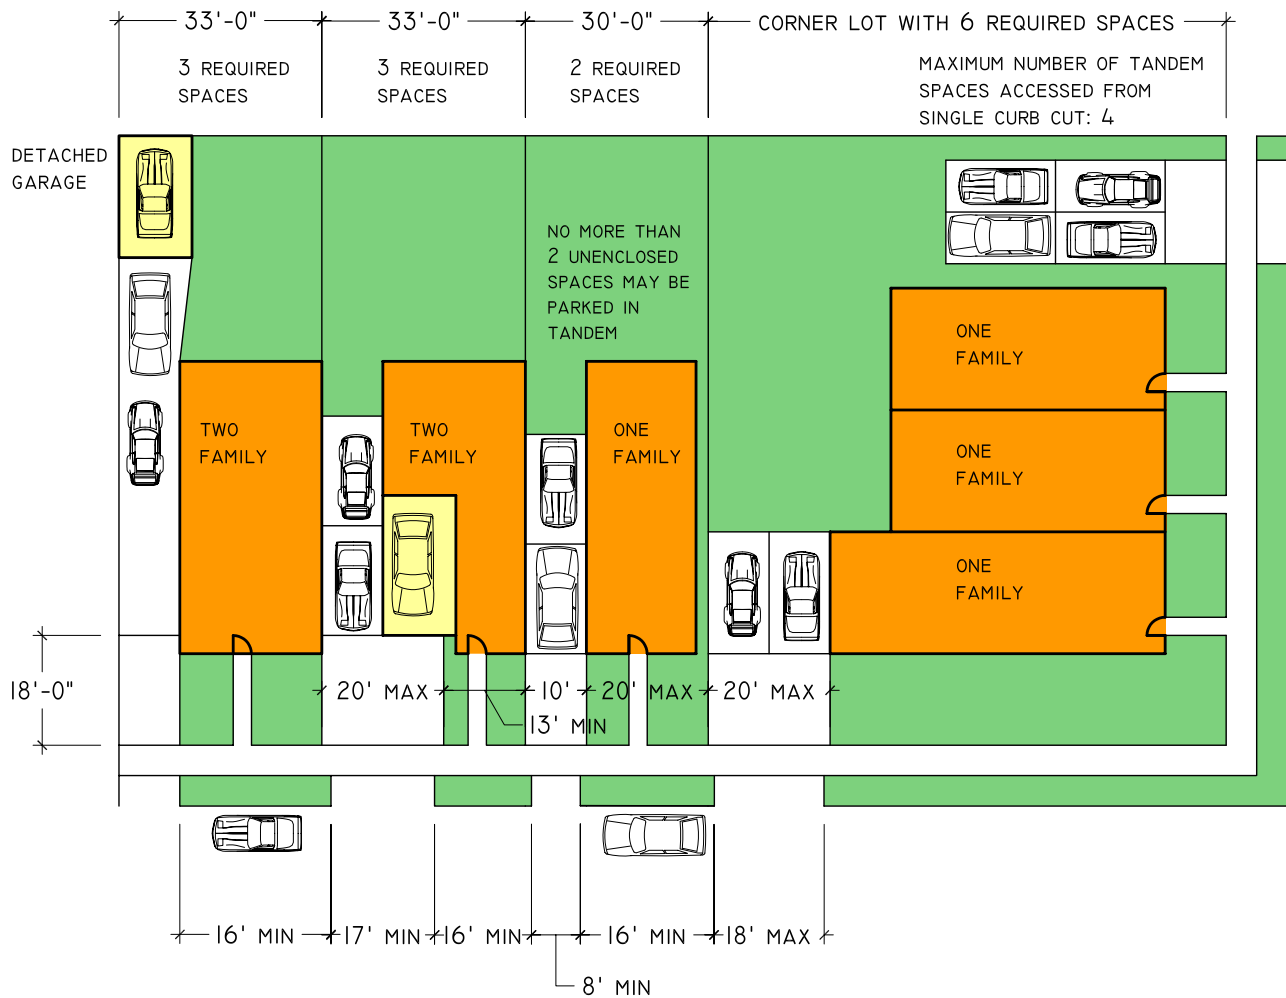 33'-0"
33'-0"
30'-0"
CORNER LOT WITH 6 REQUIRED SPACES
3 REQUIRED
SPACES
3 REQUIRED
SPACES
2 REQUIRED
SPACES
MAXIMUM NUMBER OF TANDEM
SPACES ACCESSED FROM
SINGLE CURB CUT: 4
DETACHED
GARAGE
NO MORE THAN
2 UNENCLOSED
SPACES MAY BE
PARKED IN
TANDEM
ONE
FAMILY
TWO
FAMILY
TWO
FAMILY
ONE
FAMILY
ONE
FAMILY
ONE
FAMILY
18'-0"
20' MAX
10'
20' MAX
20' MAX
13' MIN
16' MIN
17' MIN
16' MIN
16' MIN
18' MAX
8' MIN